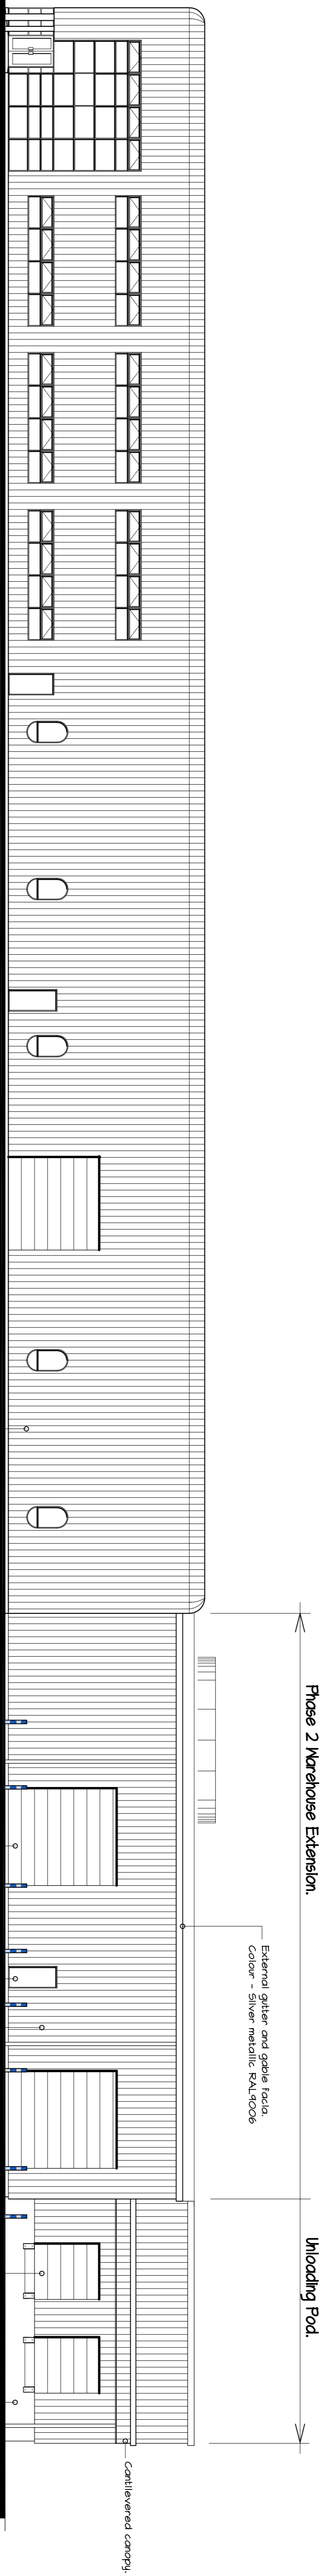 Phase 2 Warehouse Extension.
Unloading Pod.
External gutter and gable facia.
Colour - Silver metallic RAL9006
Cantilevered canopy.